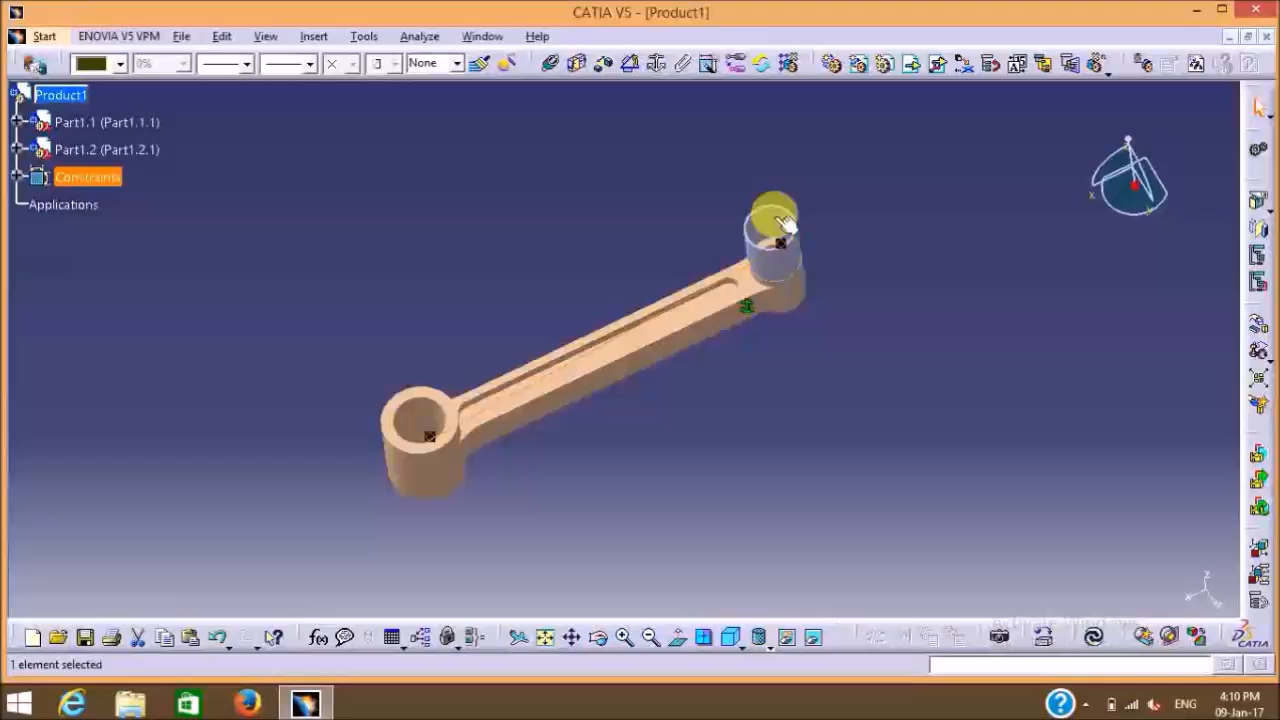 CATIA V5 - [Product1]
Start ENOVIA V5 VPM File Edit View Insert Tools Analyze Window Help
0% None
Product1
Part1.1 (Part1.1.1)
Part1.2 (Part1.2.1)
Constraints
Applications
x
z
f(x)
CATIA
1 element selected
ENG
4:10 PM
09-Jan-17